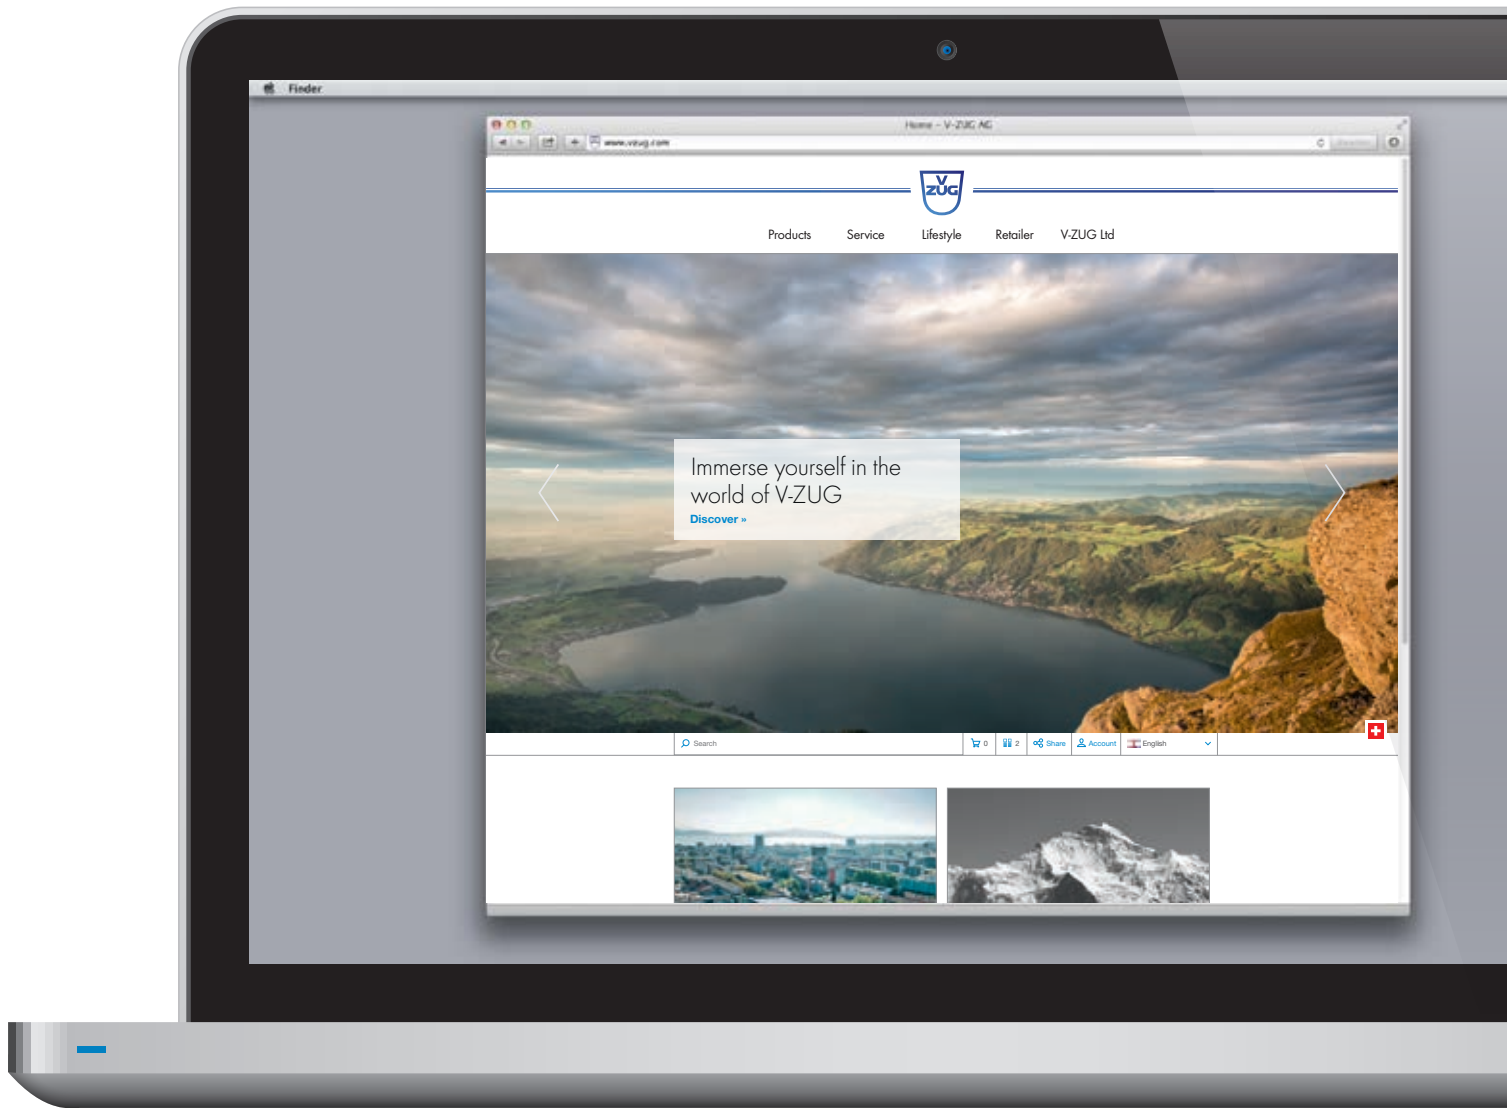 Finder
Home – V-ZUG AG
www.vzug.com
V
ZUG
Products Service Lifestyle Retailer V-ZUG Ltd
Immerse yourself in the
world of V-ZUG
Discover »
Search 0 2 Share Account English